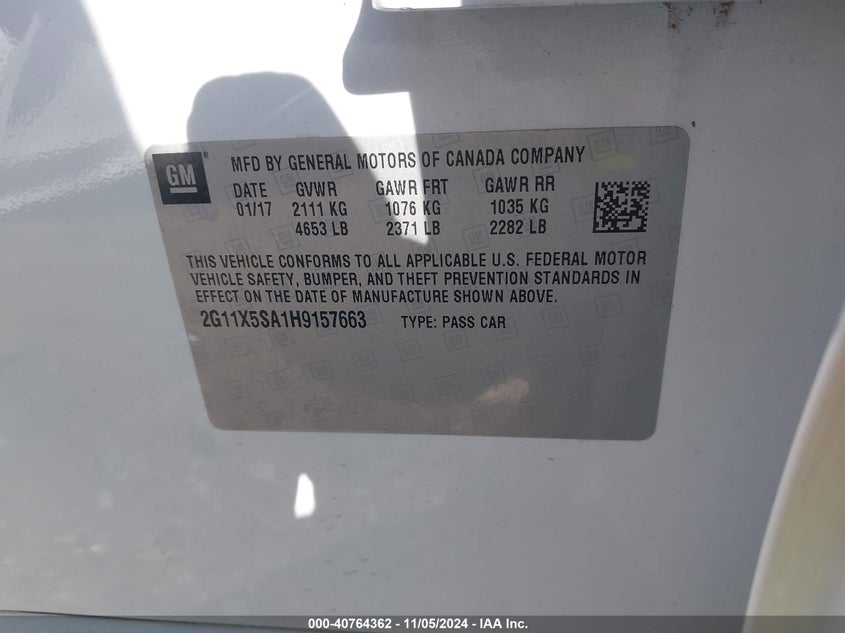 GM ® MFD BY GENERAL MOTORS OF CANADA COMPANY
DATE GVWR GAWR FRT GAWR RR
01/17 2111 KG 1076 KG 1035 KG
4653 LB 2371 LB 2282 LB
THIS VEHICLE CONFORMS TO ALL APPLICABLE U.S. FEDERAL MOTOR
VEHICLE SAFETY, BUMPER, AND THEFT PREVENTION STANDARDS IN
EFFECT ON THE DATE OF MANUFACTURE SHOWN ABOVE.
2G11X5SA1H9157663 TYPE: PASS CAR
000-40764362 - 11/05/2024 - IAA Inc.